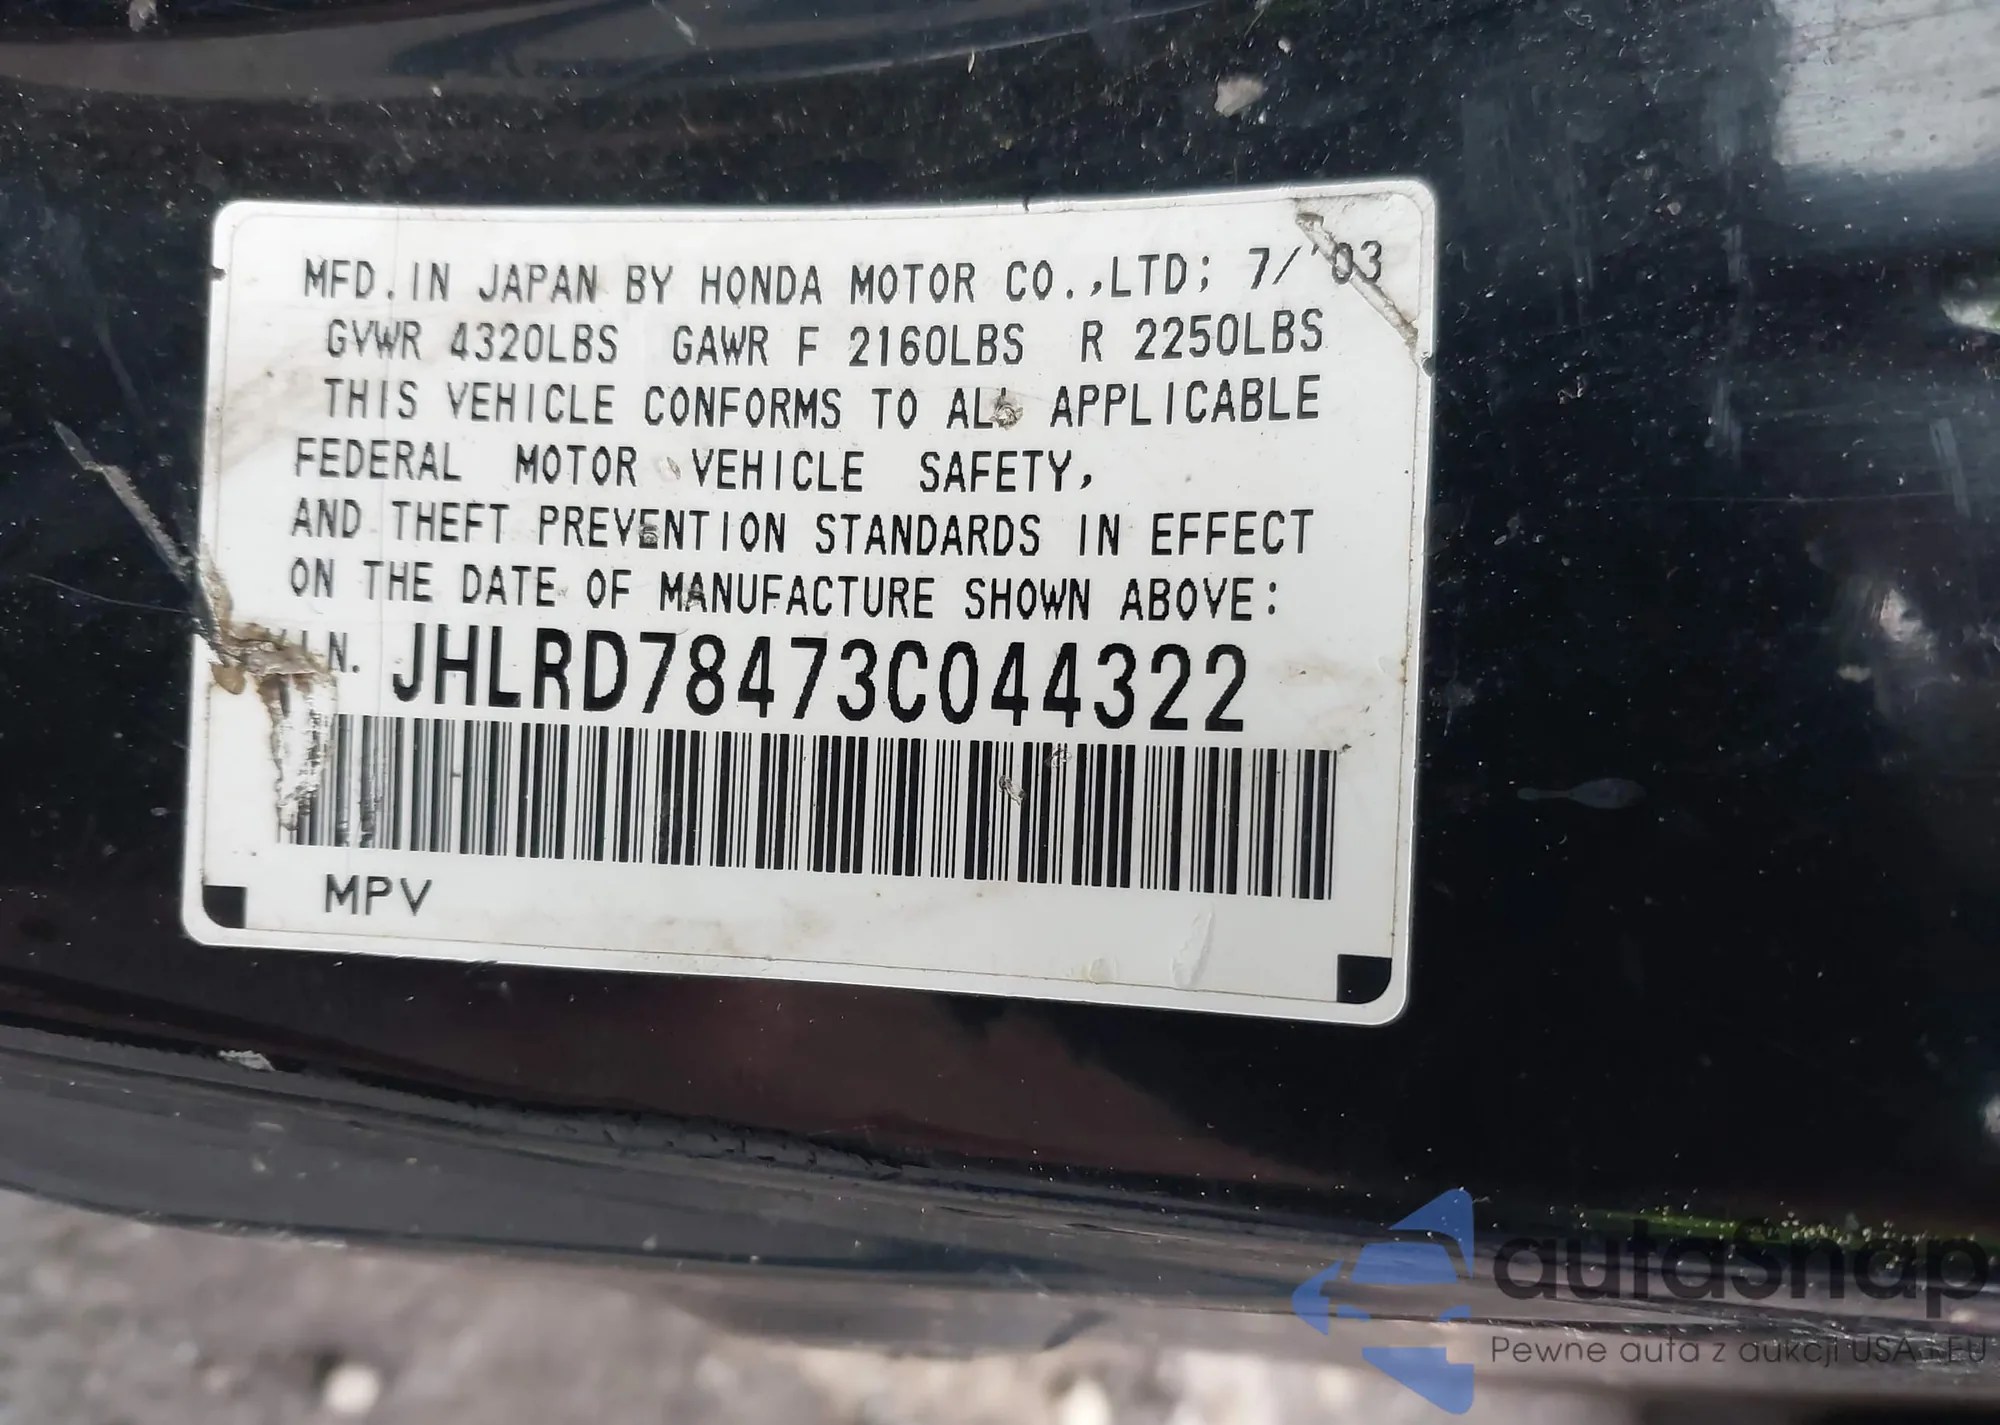 MFD. IN JAPAN BY HONDA MOTOR CO.,LTD; 7/'03
GVWR 4320LBS GAWR F 2160LBS R 2250LBS
THIS VEHICLE CONFORMS TO ALL APPLICABLE
FEDERAL MOTOR VEHICLE SAFETY,
AND THEFT PREVENTION STANDARDS IN EFFECT
ON THE DATE OF MANUFACTURE SHOWN ABOVE:
V.I.N. JHLRD78473C044322
MPV
autaSnap
Pewne auta z aukcji USA i EU